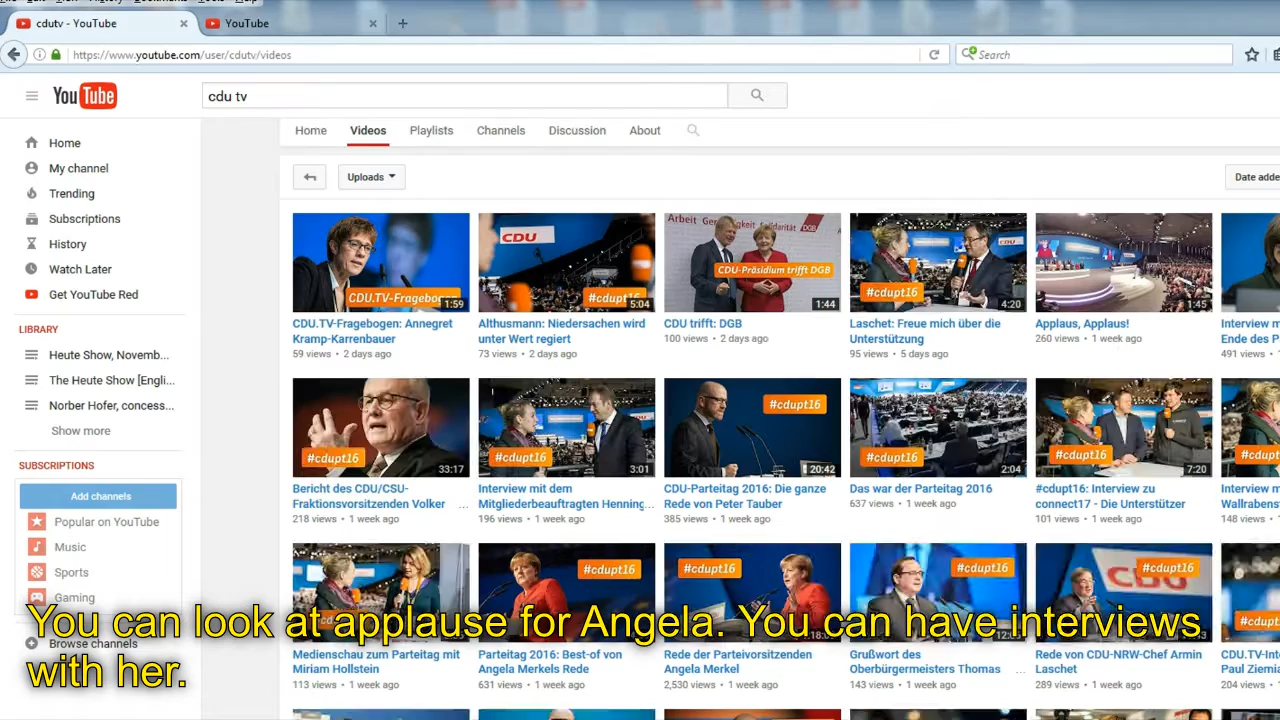 cdutv - YouTube
YouTube
https://www.youtube.com/user/cdutv/videos
Search
YouTube
cdu tv
Home
Videos
Playlists
Channels
Discussion
About
Uploads
Date adde
Home
My channel
Trending
Subscriptions
History
Watch Later
Get YouTube Red
LIBRARY
Heute Show, Novemb...
The Heute Show [Engli...
Norber Hofer, concess...
Show more
SUBSCRIPTIONS
Add channels
Popular on YouTube
Music
Sports
Gaming
Browse channels
CDU.TV-Fragebogen
1:59
CDU
#cdupt16
5:04
Arbeit Gerechtigkeit Solidarität DGB
CDU-Präsidium trifft DGB
1:44
CDU
#cdupt16
4:20
1:45
CDU.TV-Fragebogen: Annegret
Kramp-Karrenbauer
59 views • 2 days ago
Althusmann: Niedersachen wird
unter Wert regiert
73 views • 2 days ago
CDU trifft: DGB
100 views • 2 days ago
Laschet: Freue mich über die
Unterstützung
95 views • 5 days ago
Applaus, Applaus!
260 views • 1 week ago
Interview m
Ende des P
491 views
#cdupt16
33:17
#cdupt16
3:01
#cdupt16
20:42
#cdupt16
2:04
#cdupt16
7:20
#cdupt
Bericht des CDU/CSU-
Fraktionsvorsitzenden Volker ...
218 views • 1 week ago
Interview mit dem
Mitgliederbeauftragten Henning...
196 views • 1 week ago
CDU-Parteitag 2016: Die ganze
Rede von Peter Tauber
385 views • 1 week ago
Das war der Parteitag 2016
637 views • 1 week ago
#cdupt16: Interview zu
connect17 - Die Unterstützer
101 views • 1 week ago
Interview m
Wallrabens
148 views
#cdupt16
#cdupt16
#cdupt16
CDU
#cdupt16
#cdupt
You can look at applause for Angela. You can have interviews
with her.
Medienschau zum Parteitag mit
Miriam Hollstein
113 views • 1 week ago
Parteitag 2016: Best-of von
Angela Merkels Rede
631 views • 1 week ago
Rede der Parteivorsitzenden
Angela Merkel
2,530 views • 1 week ago
Grußwort des
Oberbürgermeisters Thomas ...
143 views • 1 week ago
Rede von CDU-NRW-Chef Armin
Laschet
289 views • 1 week ago
CDU.TV-Inte
Paul Ziemia
245 views